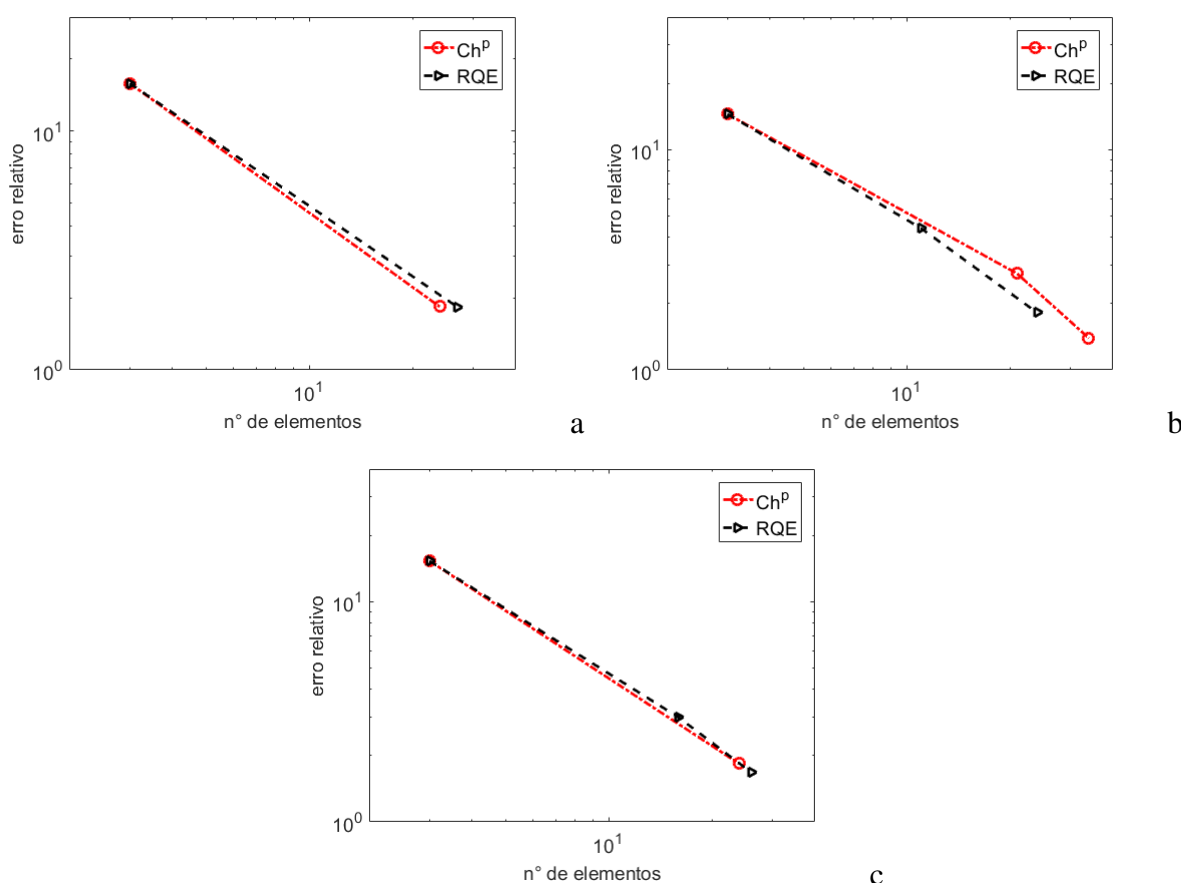 Ch^p
RQE
10^1
10^0
erro relativo
10^1
n° de elementos
a
Ch^p
RQE
10^1
10^0
erro relativo
10^1
n° de elementos
b
Ch^p
RQE
10^1
10^0
erro relativo
10^1
n° de elementos
c